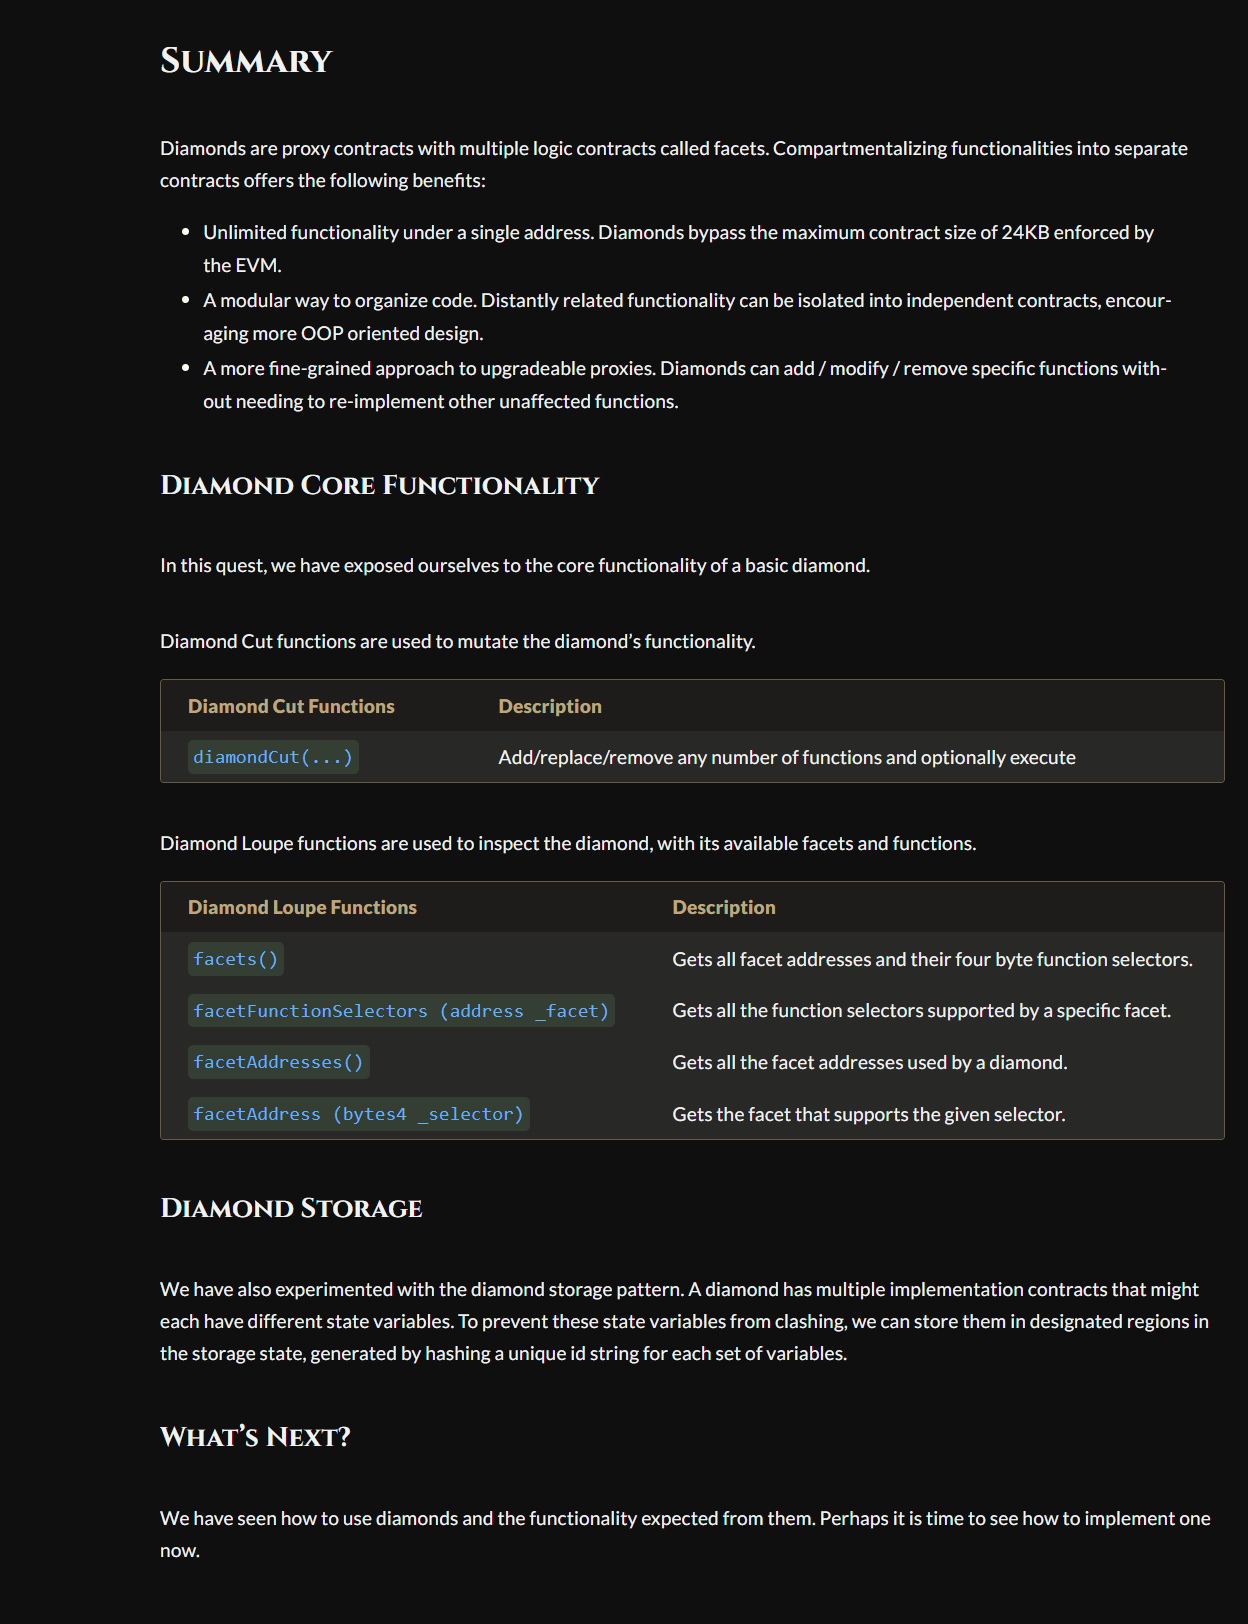 SUMMARY
Diamonds are proxy contracts with multiple logic contracts called facets. Compartmentalizing functionalities into separate
contracts offers the following benefits:
• Unlimited functionality under a single address. Diamonds bypass the maximum contract size of 24KB enforced by
the EVM.
• A modular way to organize code. Distantly related functionality can be isolated into independent contracts, encour-
aging more OOP oriented design.
• A more fine-grained approach to upgradeable proxies. Diamonds can add / modify / remove specific functions with-
out needing to re-implement other unaffected functions.
DIAMOND CORE FUNCTIONALITY
In this quest, we have exposed ourselves to the core functionality of a basic diamond.
Diamond Cut functions are used to mutate the diamond’s functionality.
Diamond Cut Functions Description
diamondCut(...) Add/replace/remove any number of functions and optionally execute
Diamond Loupe functions are used to inspect the diamond, with its available facets and functions.
Diamond Loupe Functions Description
facets() Gets all facet addresses and their four byte function selectors.
facetFunctionSelectors (address _facet) Gets all the function selectors supported by a specific facet.
facetAddresses() Gets all the facet addresses used by a diamond.
facetAddress (bytes4 _selector) Gets the facet that supports the given selector.
DIAMOND STORAGE
We have also experimented with the diamond storage pattern. A diamond has multiple implementation contracts that might
each have different state variables. To prevent these state variables from clashing, we can store them in designated regions in
the storage state, generated by hashing a unique id string for each set of variables.
WHAT’S NEXT?
We have seen how to use diamonds and the functionality expected from them. Perhaps it is time to see how to implement one
now.